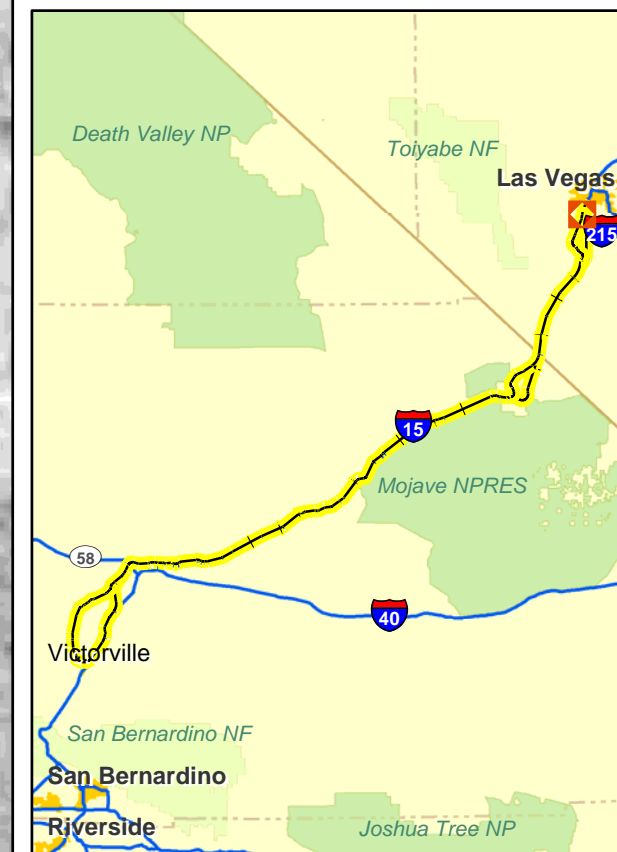 Death Valley NP
Toiyabe NF
Las Vegas
215
15
Mojave NPRES
58
40
Victorville
San Bernardino NF
San Bernardino
Riverside
Joshua Tree NP